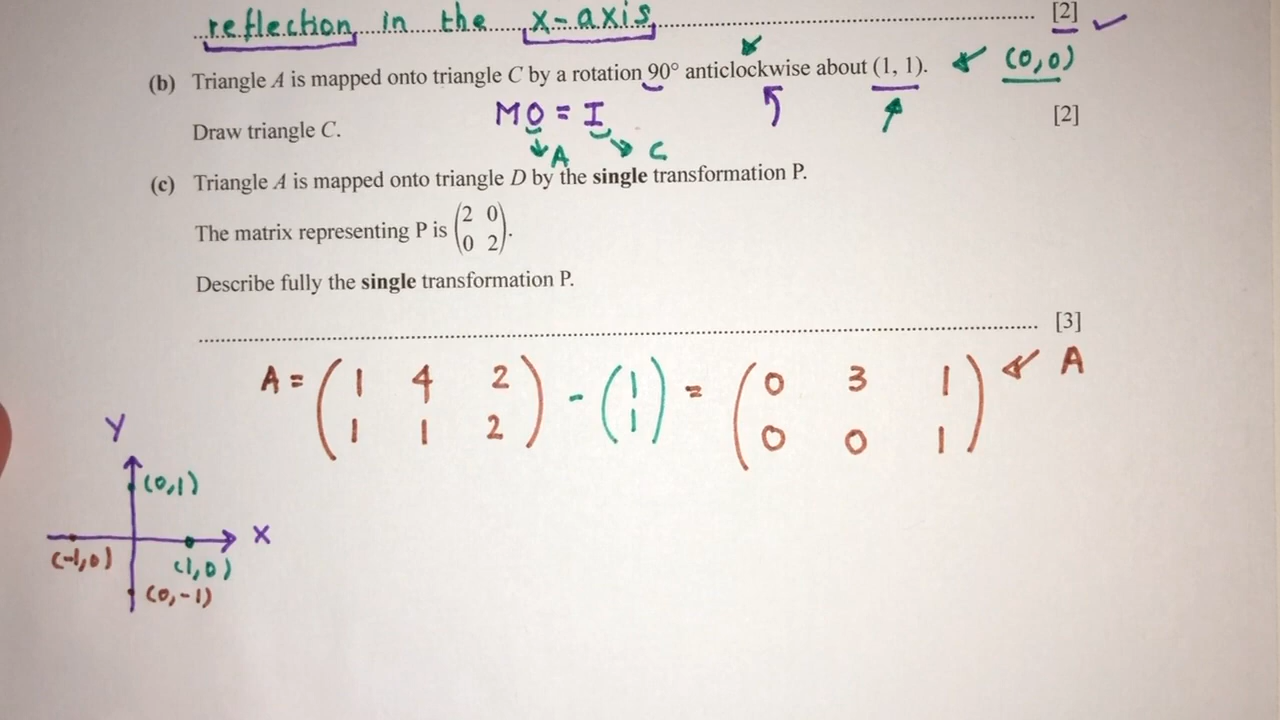 reflection in the x-axis [2]
(b) Triangle A is mapped onto triangle C by a rotation 90° anticlockwise about (1, 1). (0,0)
MO = I
Draw triangle C. [2]
A C
(c) Triangle A is mapped onto triangle D by the single transformation P.
The matrix representing P is (2 0
0 2).
Describe fully the single transformation P.
[3]
A = (1 4 2 - (1 = (0 3 1 A
1 1 2) 1) 0 0 1)
Y
(0,1)
X
(-1,0) (1,0)
(0,-1)